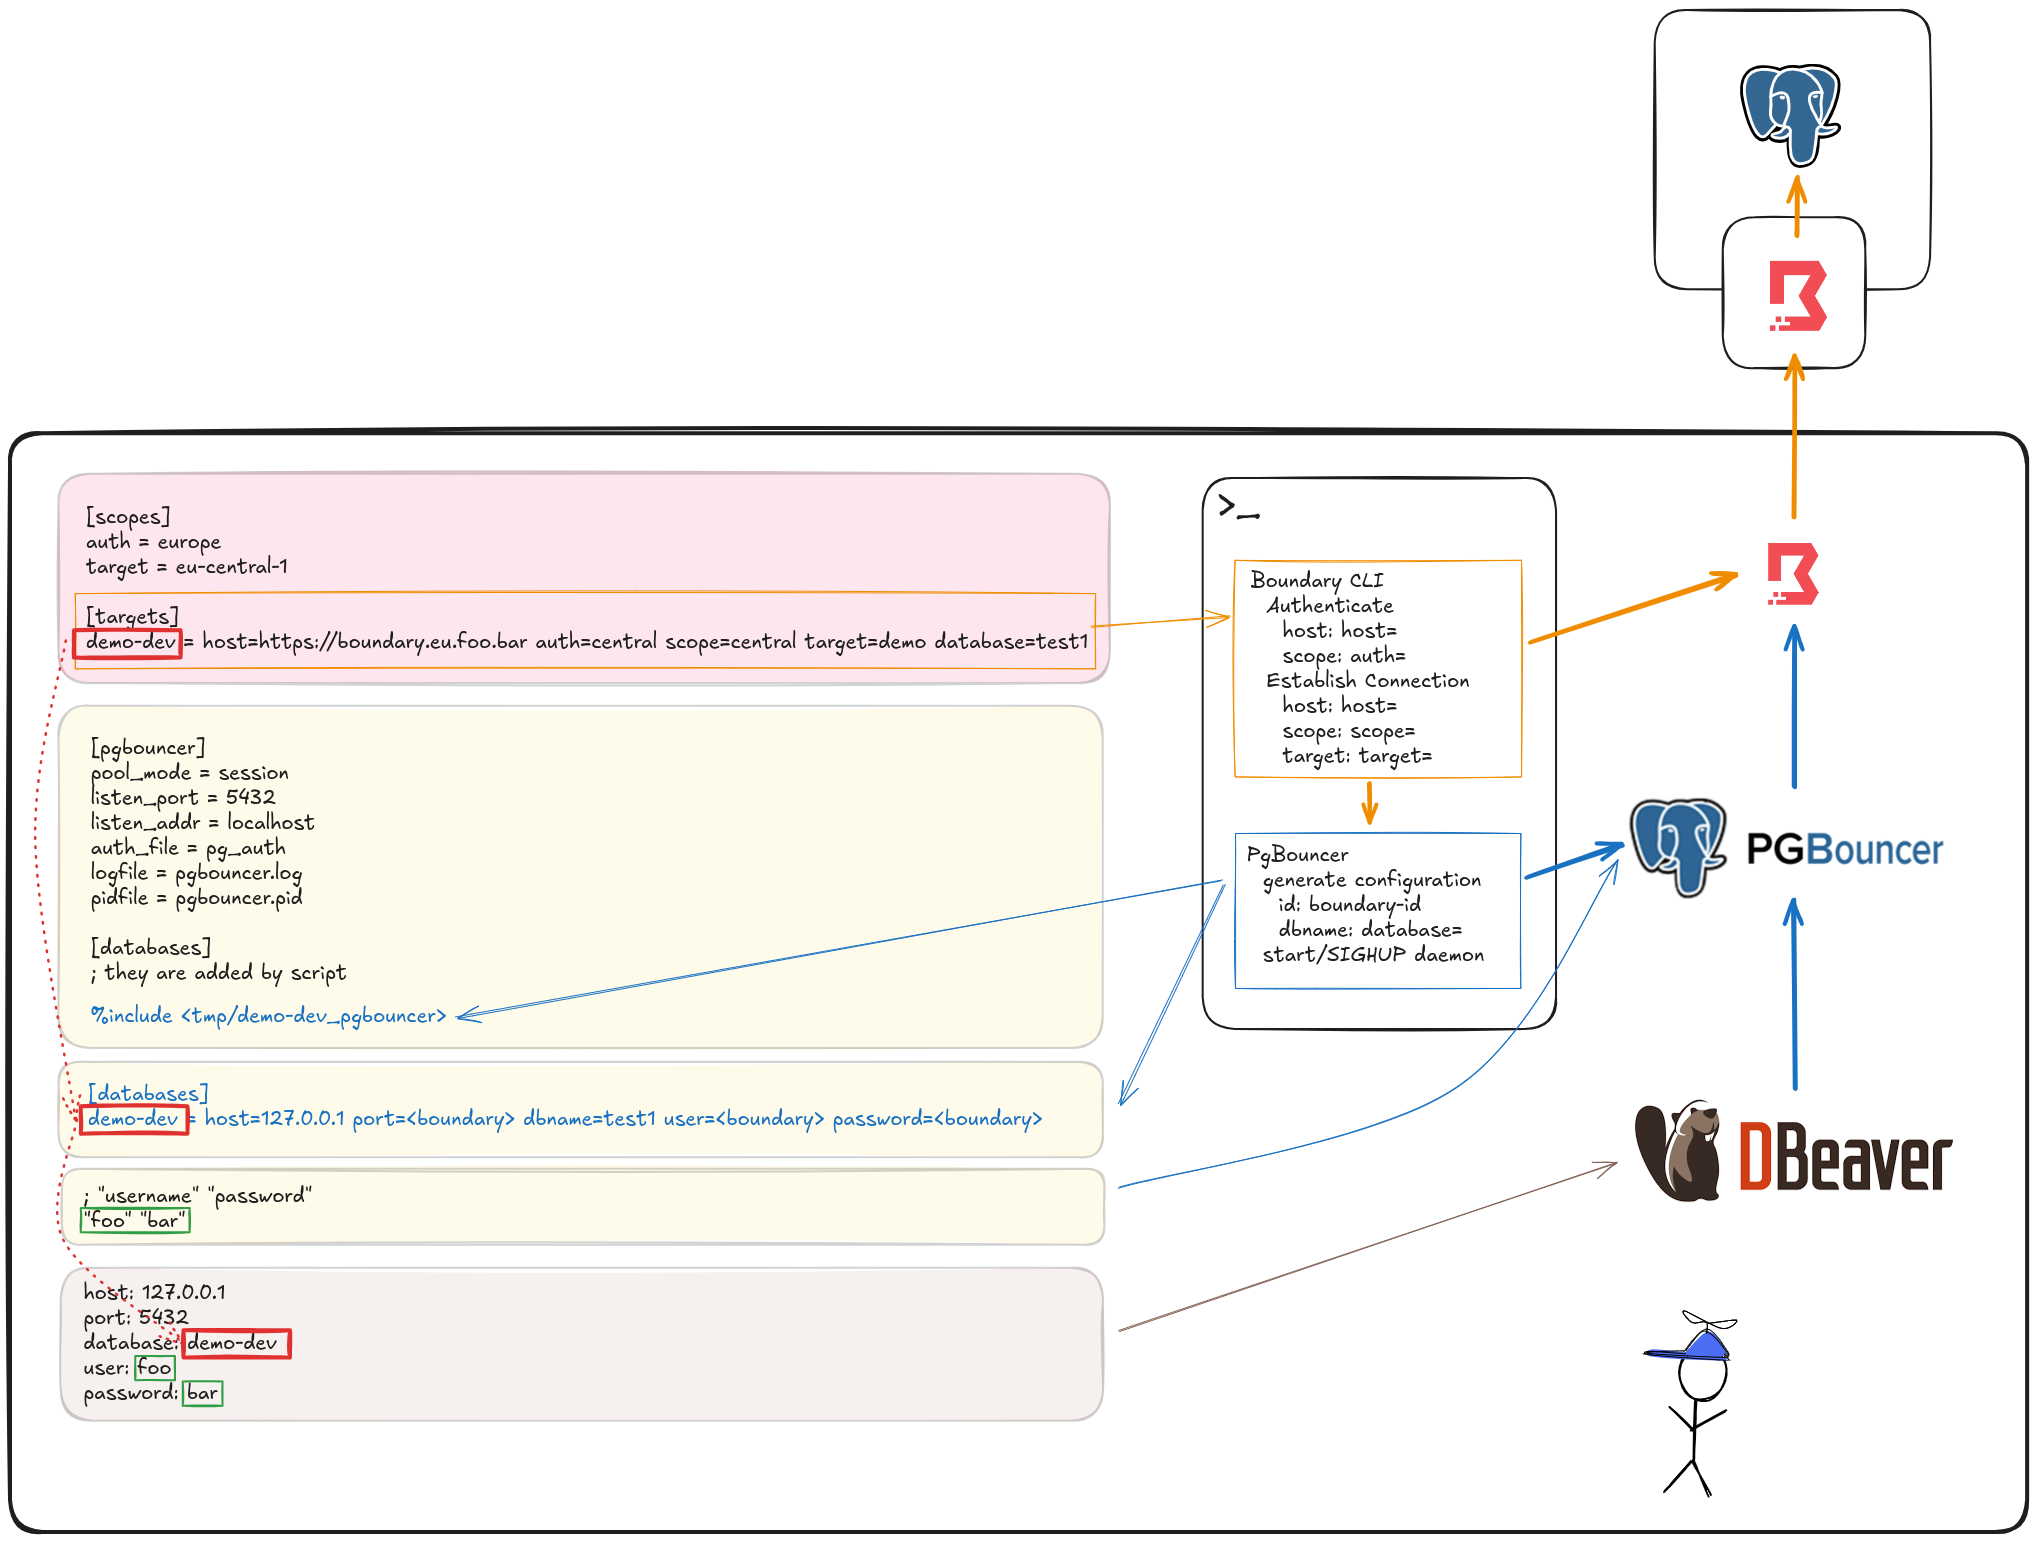 [scopes]
auth = europe
target = eu-central-1
[targets]
demo-dev = host=https://boundary.eu.foo.bar auth=central scope=central target=demo database=test1
[pgbouncer]
pool_mode = session
listen_port = 5432
listen_addr = localhost
auth_file = pg_auth
logfile = pgbouncer.log
pidfile = pgbouncer.pid
[databases]
; they are added by script
%include <tmp/demo-dev_pgbouncer>
[databases]
demo-dev = host=127.0.0.1 port=<boundary> dbname=test1 user=<boundary> password=<boundary>
; "username" "password"
"foo" "bar"
host: 127.0.0.1
port: 5432
database: demo-dev
user: foo
password: bar
>_
Boundary CLI
Authenticate
host: host=
scope: auth=
Establish Connection
host: host=
scope: scope=
target: target=
PgBouncer
generate configuration
id: boundary-id
dbname: database=
start/SIGHUP daemon
PGBouncer
DBeaver